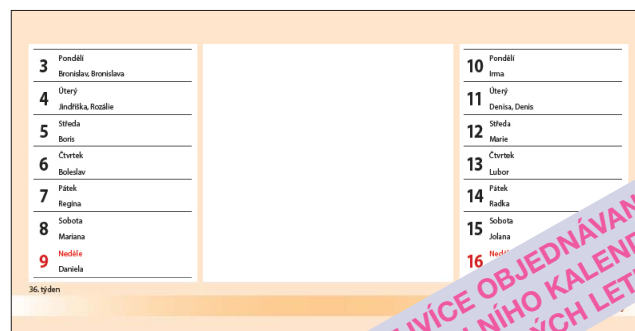 3 Pondělí
Bronislav, Bronislava
4 Úterý
Jindřiška, Rozálie
5 Středa
Boris
6 Čtvrtek
Boleslav
7 Pátek
Regina
8 Sobota
Mariana
9 Neděle
Daniela
36. týden
10 Pondělí
Irma
11 Úterý
Denisa, Denis
12 Středa
Marie
13 Čtvrtek
Lubor
14 Pátek
Radka
15 Sobota
Jolana
16
OBJEDNÁVAN
KALEND
LET